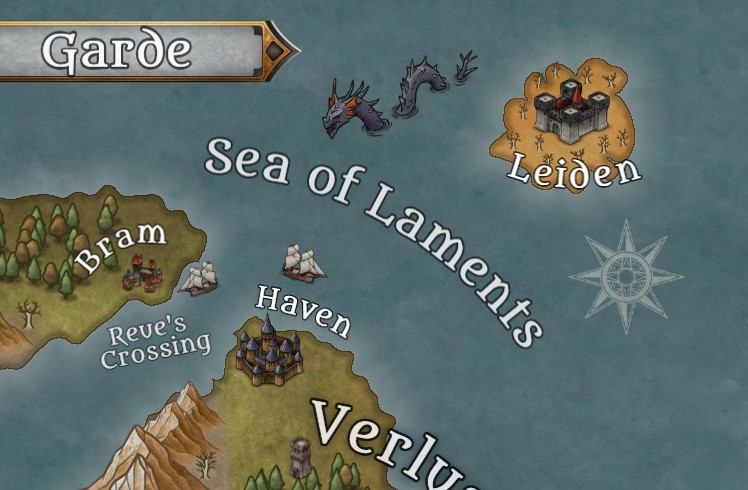 Garde
Leiden
Sea of Laments
Bram
Haven
Reve's
Crossing